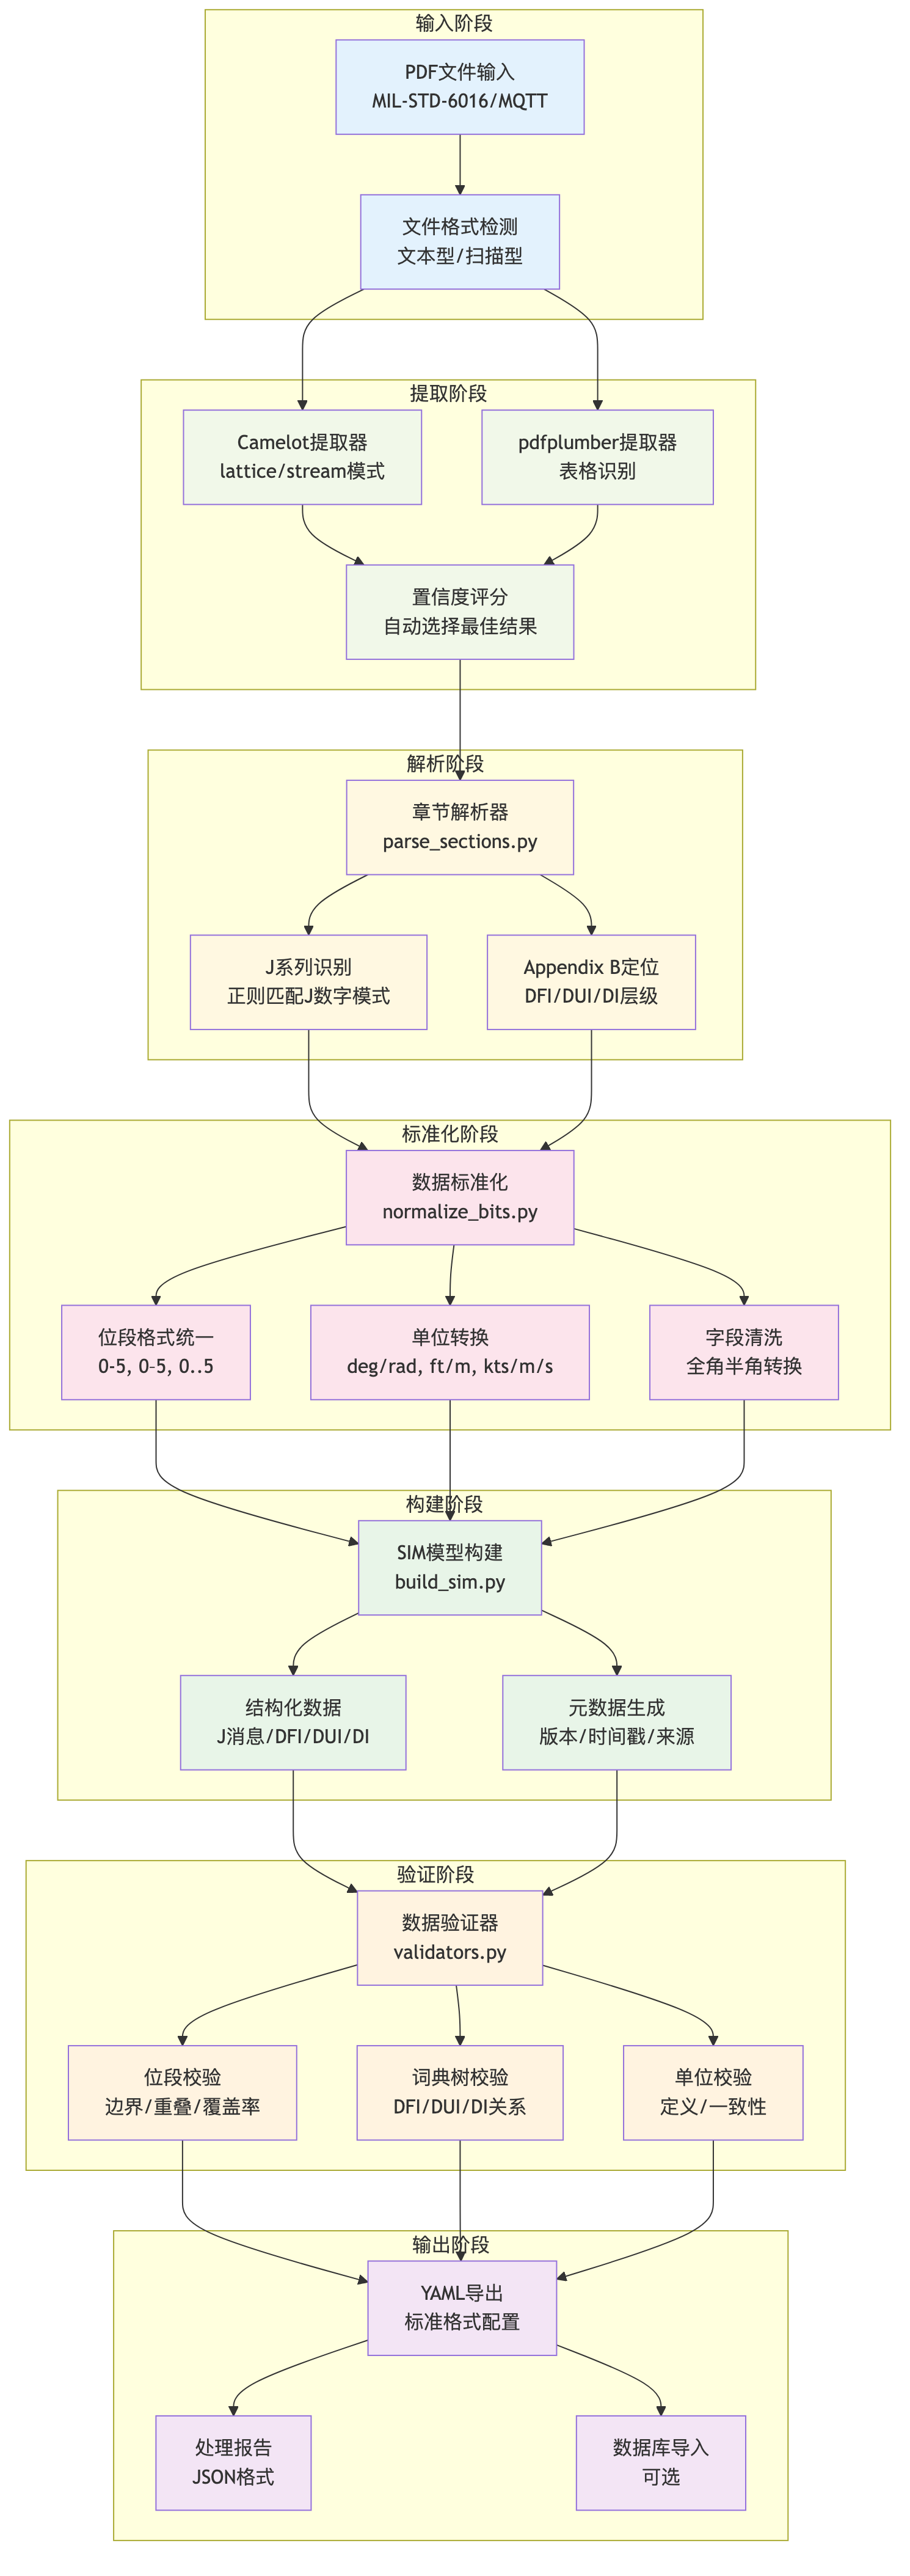 输入阶段
PDF文件输入
MIL-STD-6016/MQTT
文件格式检测
文本型/扫描型
提取阶段
Camelot提取器
lattice/stream模式
pdfplumber提取器
表格识别
置信度评分
自动选择最佳结果
解析阶段
章节解析器
parse_sections.py
J系列识别
正则匹配J数字模式
Appendix B定位
DFI/DUI/DI层级
标准化阶段
数据标准化
normalize_bits.py
位段格式统一
0-5, 0–5, 0..5
单位转换
deg/rad, ft/m, kts/m/s
字段清洗
全角半角转换
构建阶段
SIM模型构建
build_sim.py
结构化数据
J消息/DFI/DUI/DI
元数据生成
版本/时间戳/来源
验证阶段
数据验证器
validators.py
位段校验
边界/重叠/覆盖率
词典树校验
DFI/DUI/DI关系
单位校验
定义/一致性
输出阶段
YAML导出
标准格式配置
处理报告
JSON格式
数据库导入
可选